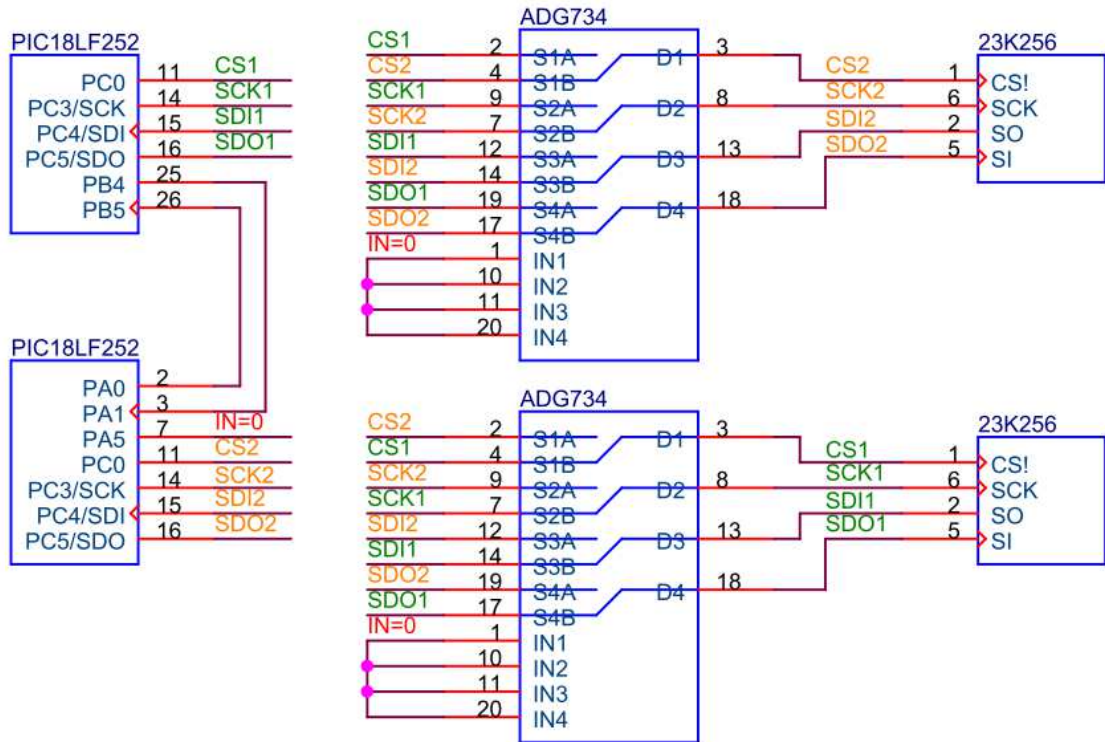 PIC18LF252
PC0 11 CS1
PC3/SCK 14 SCK1
PC4/SDI 15 SDI1
PC5/SDO 16 SDO1
PB4 25
PB5 26
PIC18LF252
PA0 2
PA1 3
PA5 7 IN=0
PC0 11 CS2
PC3/SCK 14 SCK2
PC4/SDI 15 SDI2
PC5/SDO 16 SDO2
ADG734
CS1 2 S1A D1 3
CS2 4 S1B
SCK1 9 S2A D2 8
SCK2 7 S2B
SDI1 12 S3A D3 13
SDI2 14 S3B
SDO1 19 S4A D4 18
SDO2 17 S4B
IN=0 1 IN1
10 IN2
11 IN3
20 IN4
23K256
CS2 1 CS!
SCK2 6 SCK
SDI2 2 SO
SDO2 5 SI
ADG734
CS2 2 S1A D1 3
CS1 4 S1B
SCK2 9 S2A D2 8
SCK1 7 S2B
SDI2 12 S3A D3 13
SDI1 14 S3B
SDO2 19 S4A D4 18
SDO1 17 S4B
IN=0 1 IN1
10 IN2
11 IN3
20 IN4
23K256
CS1 1 CS!
SCK1 6 SCK
SDI1 2 SO
SDO1 5 SI